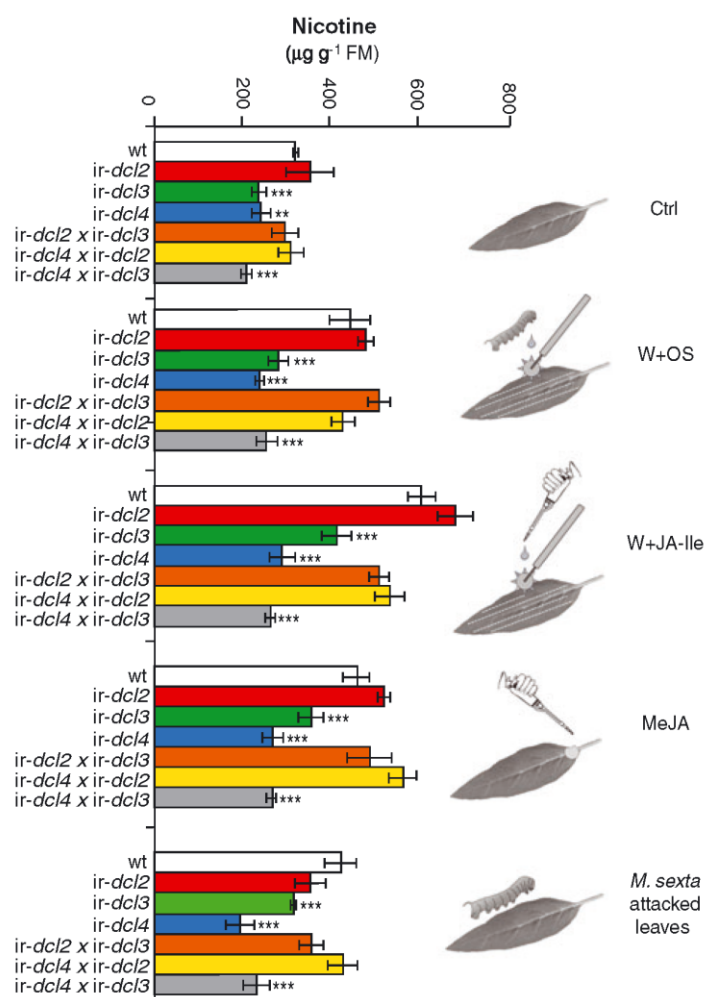 Nicotine
(µg g-1 FM)
0 200 400 600 800
wt
ir-dcl2
ir-dcl3 ***
ir-dcl4 **
ir-dcl2 x ir-dcl3
ir-dcl4 x ir-dcl2
ir-dcl4 x ir-dcl3 ***
Ctrl
wt
ir-dcl2
ir-dcl3 ***
ir-dcl4 ***
ir-dcl2 x ir-dcl3
ir-dcl4 x ir-dcl2
ir-dcl4 x ir-dcl3 ***
W+OS
wt
ir-dcl2
ir-dcl3 ***
ir-dcl4 ***
ir-dcl2 x ir-dcl3
ir-dcl4 x ir-dcl2
ir-dcl4 x ir-dcl3 ***
W+JA-Ile
wt
ir-dcl2
ir-dcl3 ***
ir-dcl4 ***
ir-dcl2 x ir-dcl3
ir-dcl4 x ir-dcl2
ir-dcl4 x ir-dcl3 ***
MeJA
wt
ir-dcl2
ir-dcl3 ***
ir-dcl4 ***
ir-dcl2 x ir-dcl3
ir-dcl4 x ir-dcl2
ir-dcl4 x ir-dcl3 ***
M. sexta
attacked
leaves